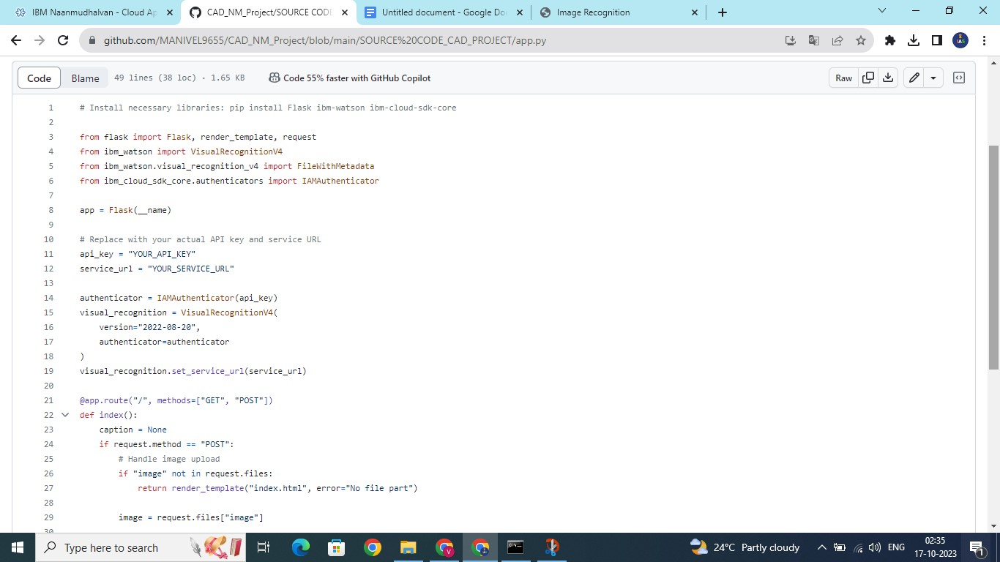 IBM Naanmudhalvan - Cloud Ap
CAD_NM_Project/SOURCE CODE
Untitled document - Google Do
Image Recognition
github.com/MANIVEL9655/CAD_NM_Project/blob/main/SOURCE%20CODE_CAD_PROJECT/app.py
Code Blame 49 lines (38 loc) · 1.65 KB Code 55% faster with GitHub Copilot Raw
1 # Install necessary libraries: pip install Flask ibm-watson ibm-cloud-sdk-core
2
3 from flask import Flask, render_template, request
4 from ibm_watson import VisualRecognitionV4
5 from ibm_watson.visual_recognition_v4 import FileWithMetadata
6 from ibm_cloud_sdk_core.authenticators import IAMAuthenticator
7
8 app = Flask(__name)
9
10 # Replace with your actual API key and service URL
11 api_key = "YOUR_API_KEY"
12 service_url = "YOUR_SERVICE_URL"
13
14 authenticator = IAMAuthenticator(api_key)
15 visual_recognition = VisualRecognitionV4(
16 version="2022-08-20",
17 authenticator=authenticator
18 )
19 visual_recognition.set_service_url(service_url)
20
21 @app.route("/", methods=["GET", "POST"])
22 def index():
23 caption = None
24 if request.method == "POST":
25 # Handle image upload
26 if "image" not in request.files:
27 return render_template("index.html", error="No file part")
28
29 image = request.files["image"]
30
Type here to search
24°C Partly cloudy
ENG
02:35
17-10-2023
1